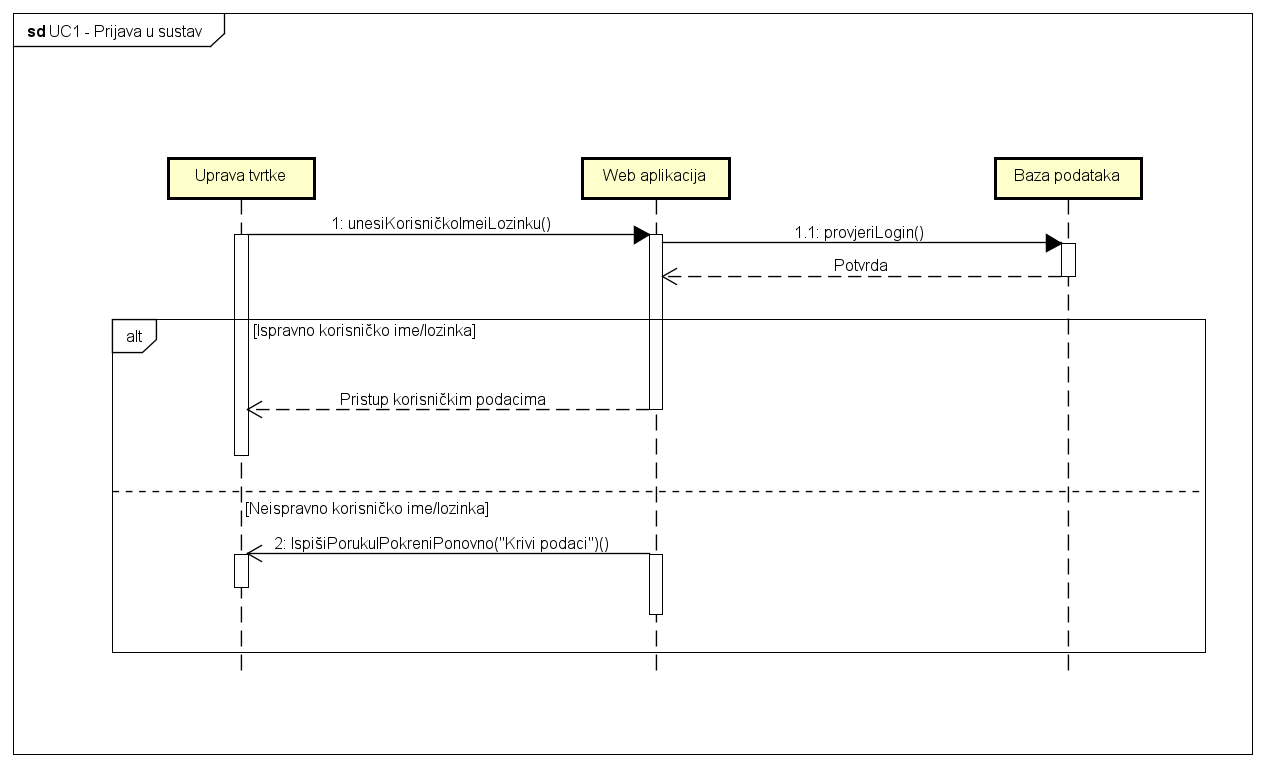 sd UC1 - Prijava u sustav
Uprava tvrtke
Web aplikacija
Baza podataka
1: unesiKorisničkoImeiLozinku()
1.1: provjeriLogin()
Potvrda
alt
[Ispravno korisničko ime/lozinka]
Pristup korisničkim podacima
[Neispravno korisničko ime/lozinka]
2: IspišiPorukuIPokreniPonovno("Krivi podaci")()